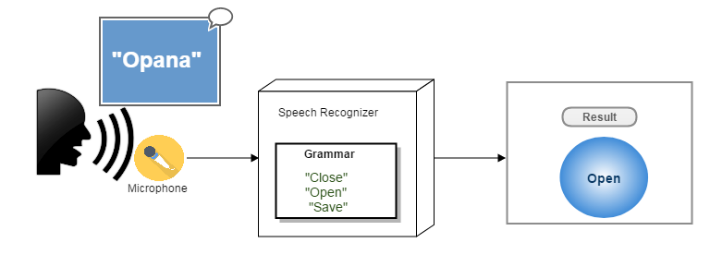 "Opana"
Microphone
Speech Recognizer
Grammar
"Close"
"Open"
"Save"
Result
Open